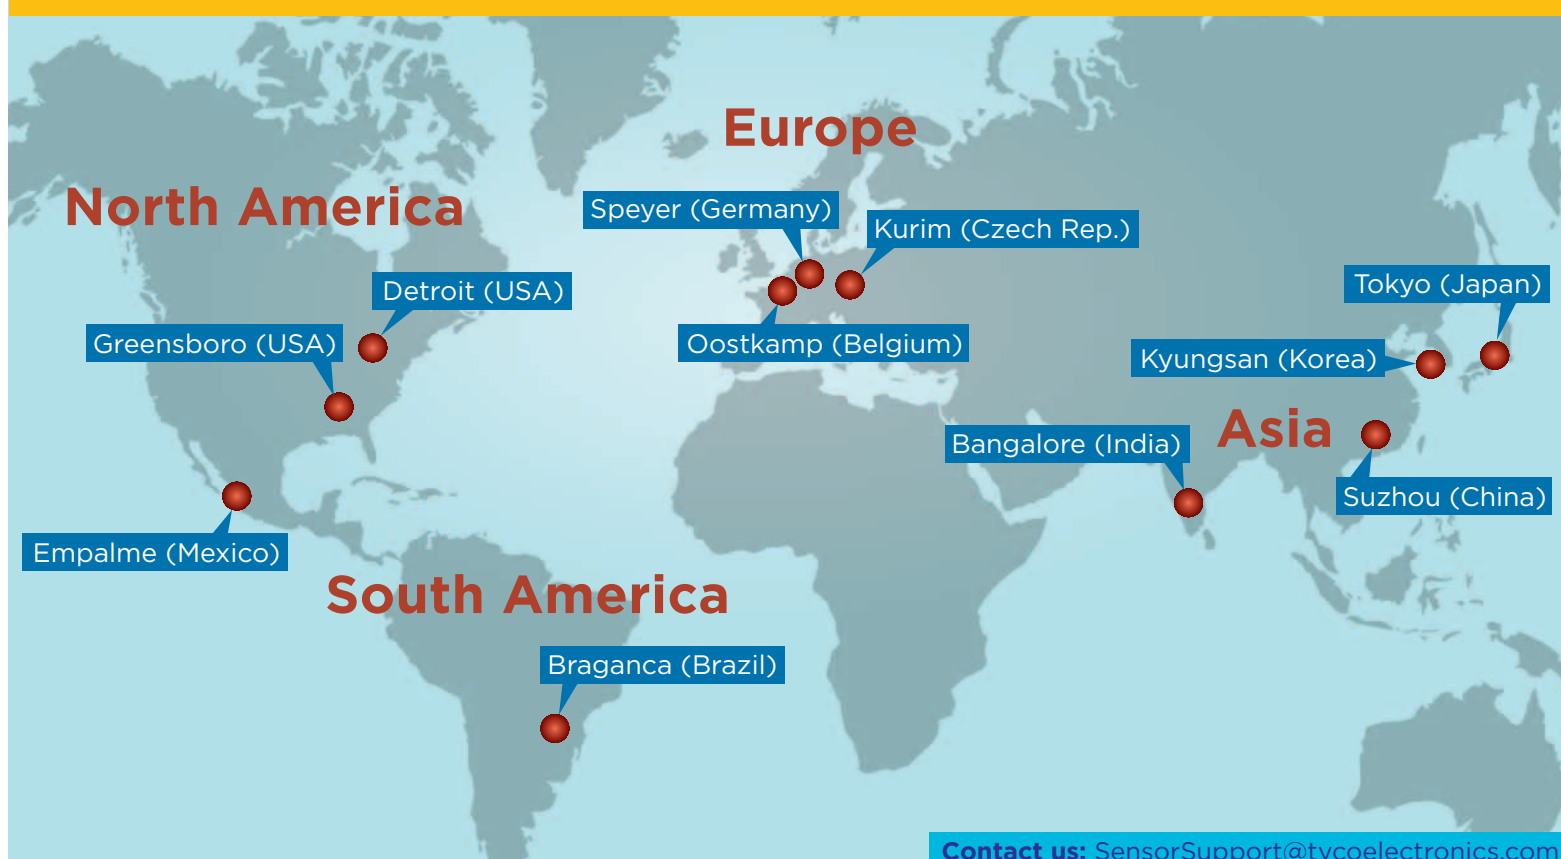 Europe
North America
Speyer (Germany)
Kurim (Czech Rep.)
Detroit (USA)
Tokyo (Japan)
Greensboro (USA)
Oostkamp (Belgium)
Kyungsan (Korea)
Asia
Bangalore (India)
Suzhou (China)
Empalme (Mexico)
South America
Braganca (Brazil)
Contact us: SensorSupport@tycoelectronics.com